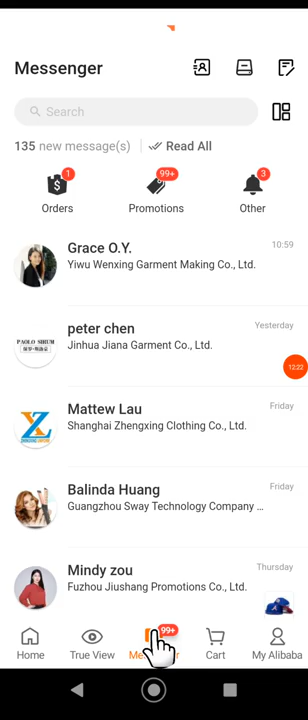 Messenger
Search
135 new message(s)
Read All
1
99+
3
Orders
Promotions
Other
Grace O.Y.
10:59
Yiwu Wenxing Garment Making Co., Ltd.
peter chen
Yesterday
Jinhua Jiana Garment Co., Ltd.
PAOLO SIRUM
12:22
Mattew Lau
Friday
Shanghai Zhengxing Clothing Co., Ltd.
Balinda Huang
Friday
Guangzhou Sway Technology Company ...
Mindy zou
Thursday
Fuzhou Jiushang Promotions Co., Ltd.
99+
Home
True View
Cart
My Alibaba